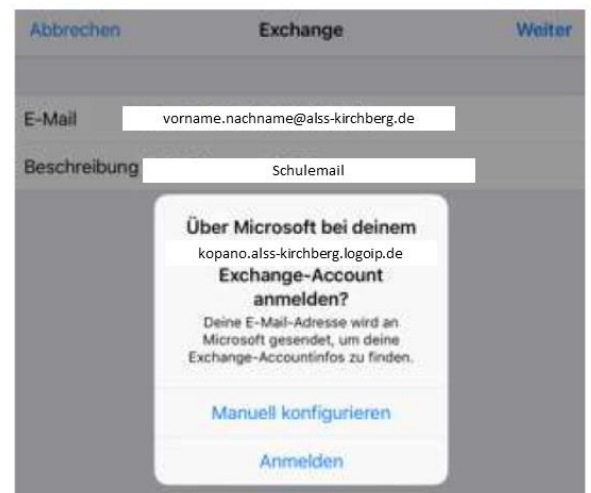 Abbrechen Exchange Weiter
E-Mail vorname.nachname@alss-kirchberg.de
Beschreibung Schulemail
Über Microsoft bei deinem
kopano.alss-kirchberg.logoip.de
Exchange-Account
anmelden?
Deine E-Mail-Adresse wird an
Microsoft gesendet, um deine
Exchange-Accountinfos zu finden.
Manuell konfigurieren
Anmelden